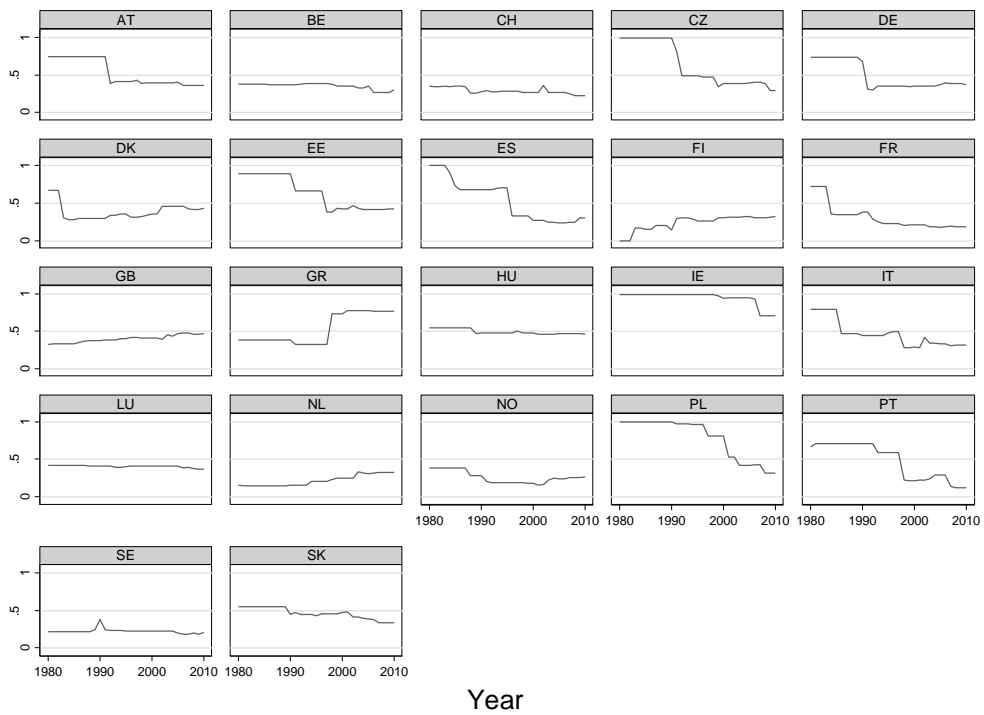 AT BE CH CZ DE
0 .5 1
DK EE ES FI FR
0 .5 1
GB GR HU IE IT
0 .5 1
LU NL NO PL PT
0 .5 1
1980 1990 2000 2010 1980 1990 2000 2010 1980 1990 2000 2010
SE SK
0 .5 1
1980 1990 2000 2010 1980 1990 2000 2010
Year